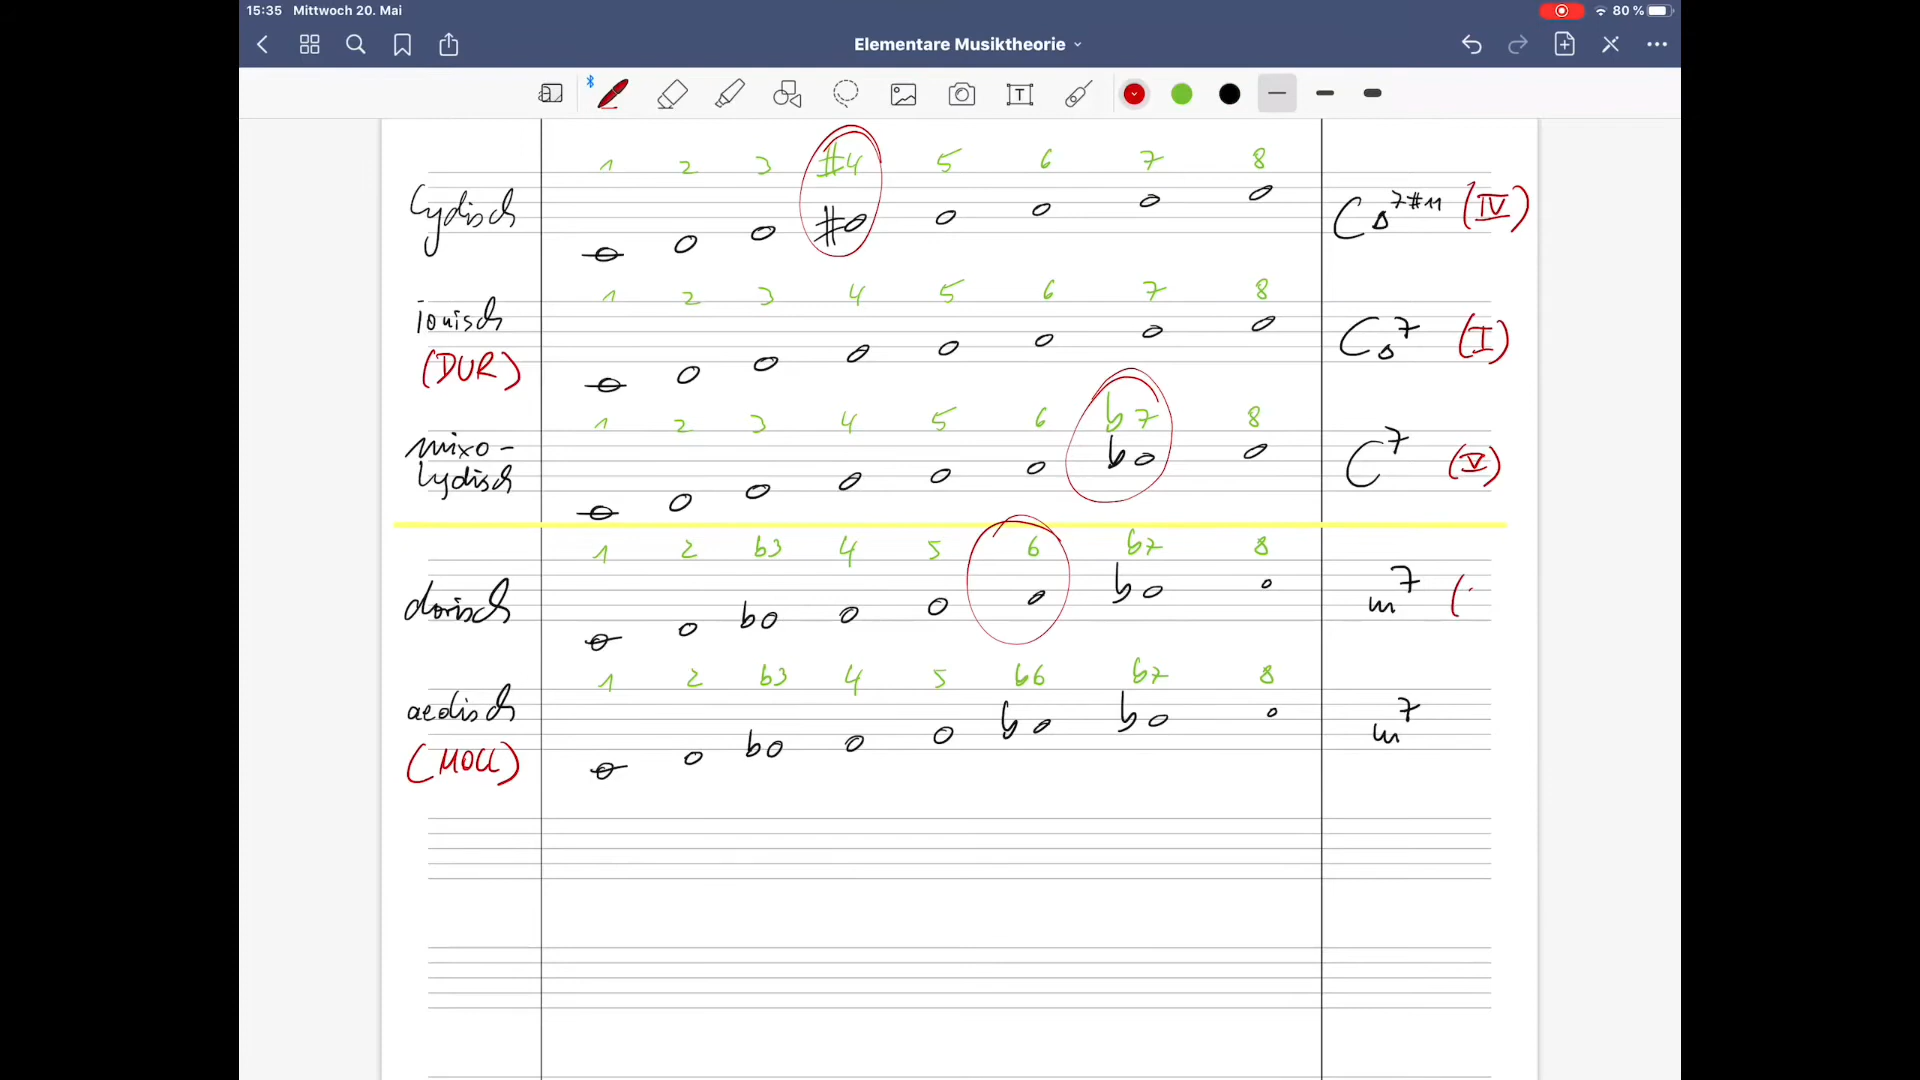 15:35 Mittwoch 20. Mai 80 %
Elementare Musiktheorie
1 2 3 #4 5 6 7 8
lydisch # C△7#11 (IV)
1 2 3 4 5 6 7 8
ionisch C△7 (I)
(DUR)
1 2 3 4 5 6 b7 8
mixo-
lydisch b C7 (V)
1 2 b3 4 5 6 b7 8
dorisch b b m7 (
1 2 b3 4 5 b6 b7 8
aeolisch b b b m7
(MOLL)